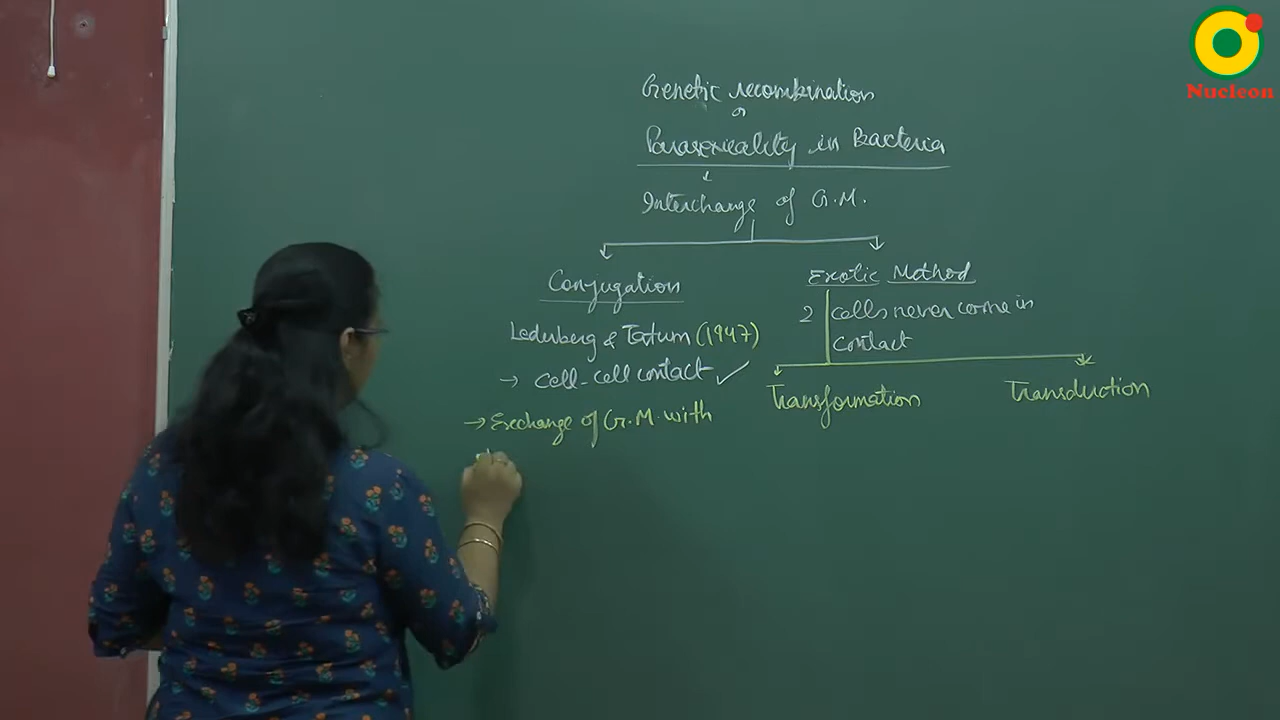 Nucleon
Genetic recombination
or
Parasexuality in Bacteria
Interchange of G.M.
Conjugation
Lederberg & Tatum (1947)
→ cell-cell contact ✓
→ Exchange of G.M. with
Exotic Method
2 cells never come in
contact
Transformation
Transduction